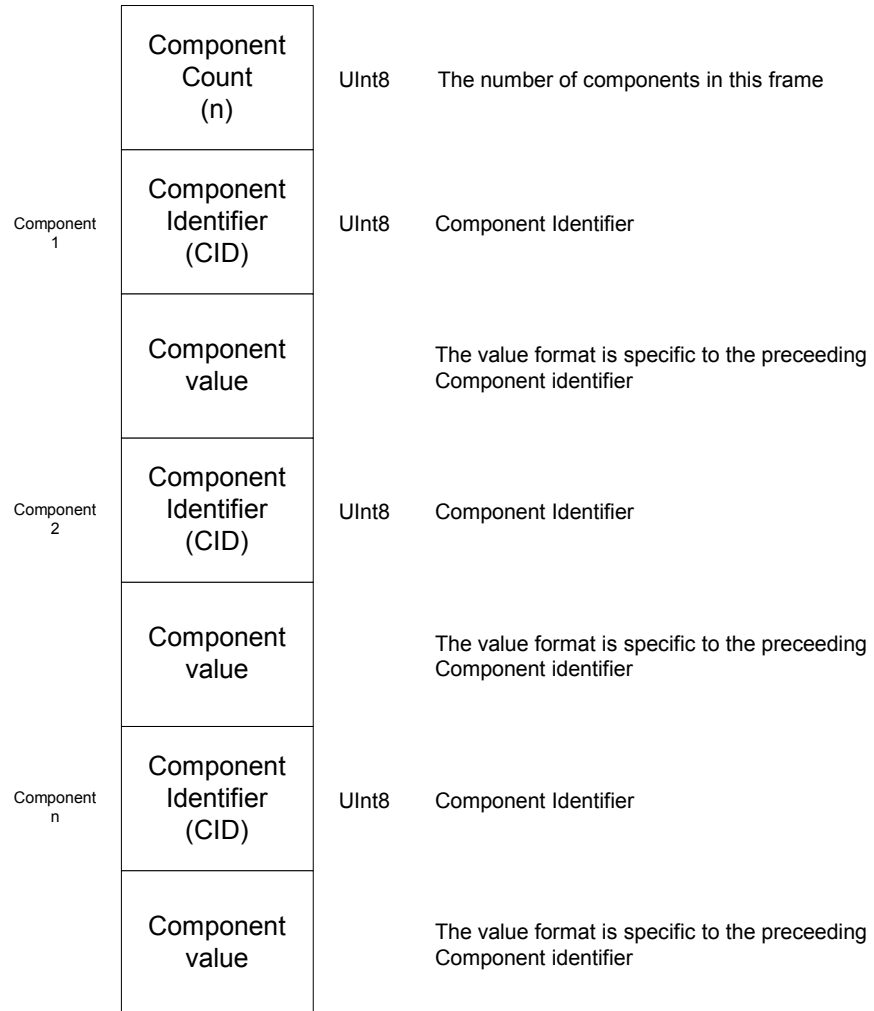 Component
Count
(n)
UInt8
The number of components in this frame
Component
1
Component
Identifier
(CID)
UInt8
Component Identifier
Component
value
The value format is specific to the preceeding
Component identifier
Component
2
Component
Identifier
(CID)
UInt8
Component Identifier
Component
value
The value format is specific to the preceeding
Component identifier
Component
n
Component
Identifier
(CID)
UInt8
Component Identifier
Component
value
The value format is specific to the preceeding
Component identifier